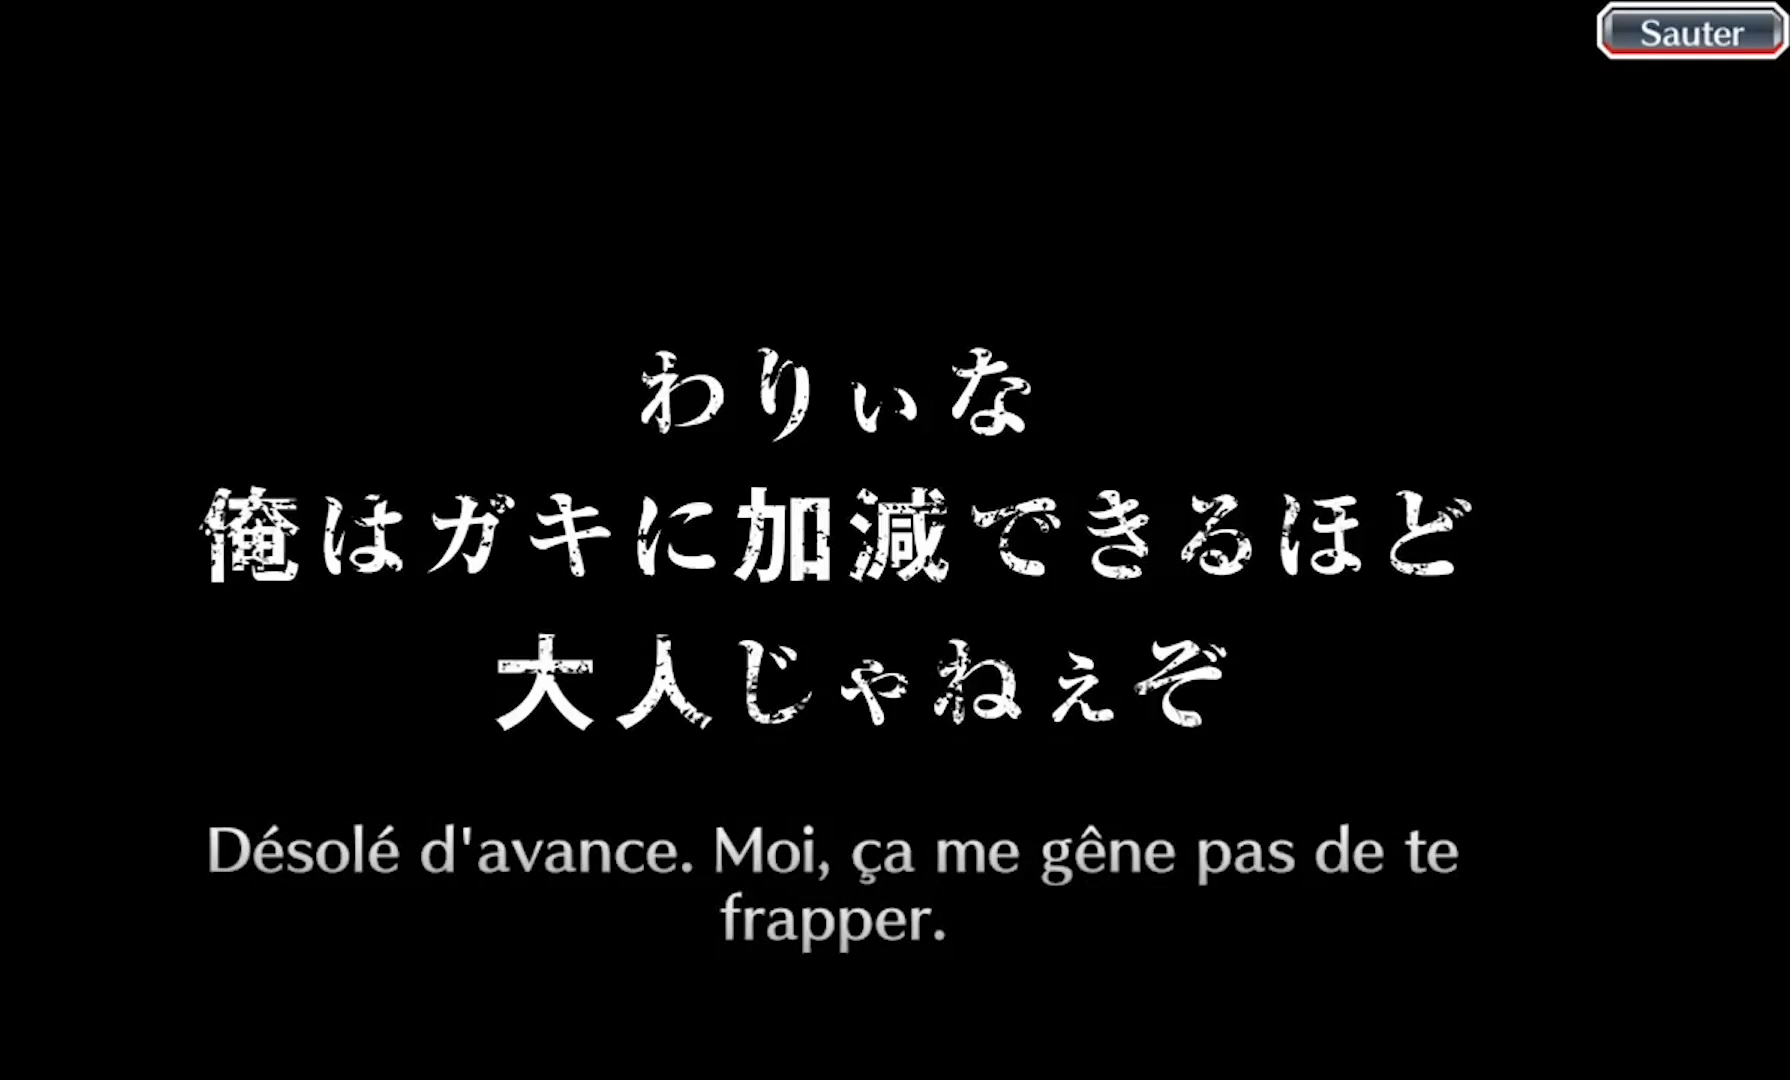 Sauter
わりぃな
俺はガキに加減できるほど
大人じゃねぇぞ
Désolé d'avance. Moi, ça me gêne pas de te
frapper.